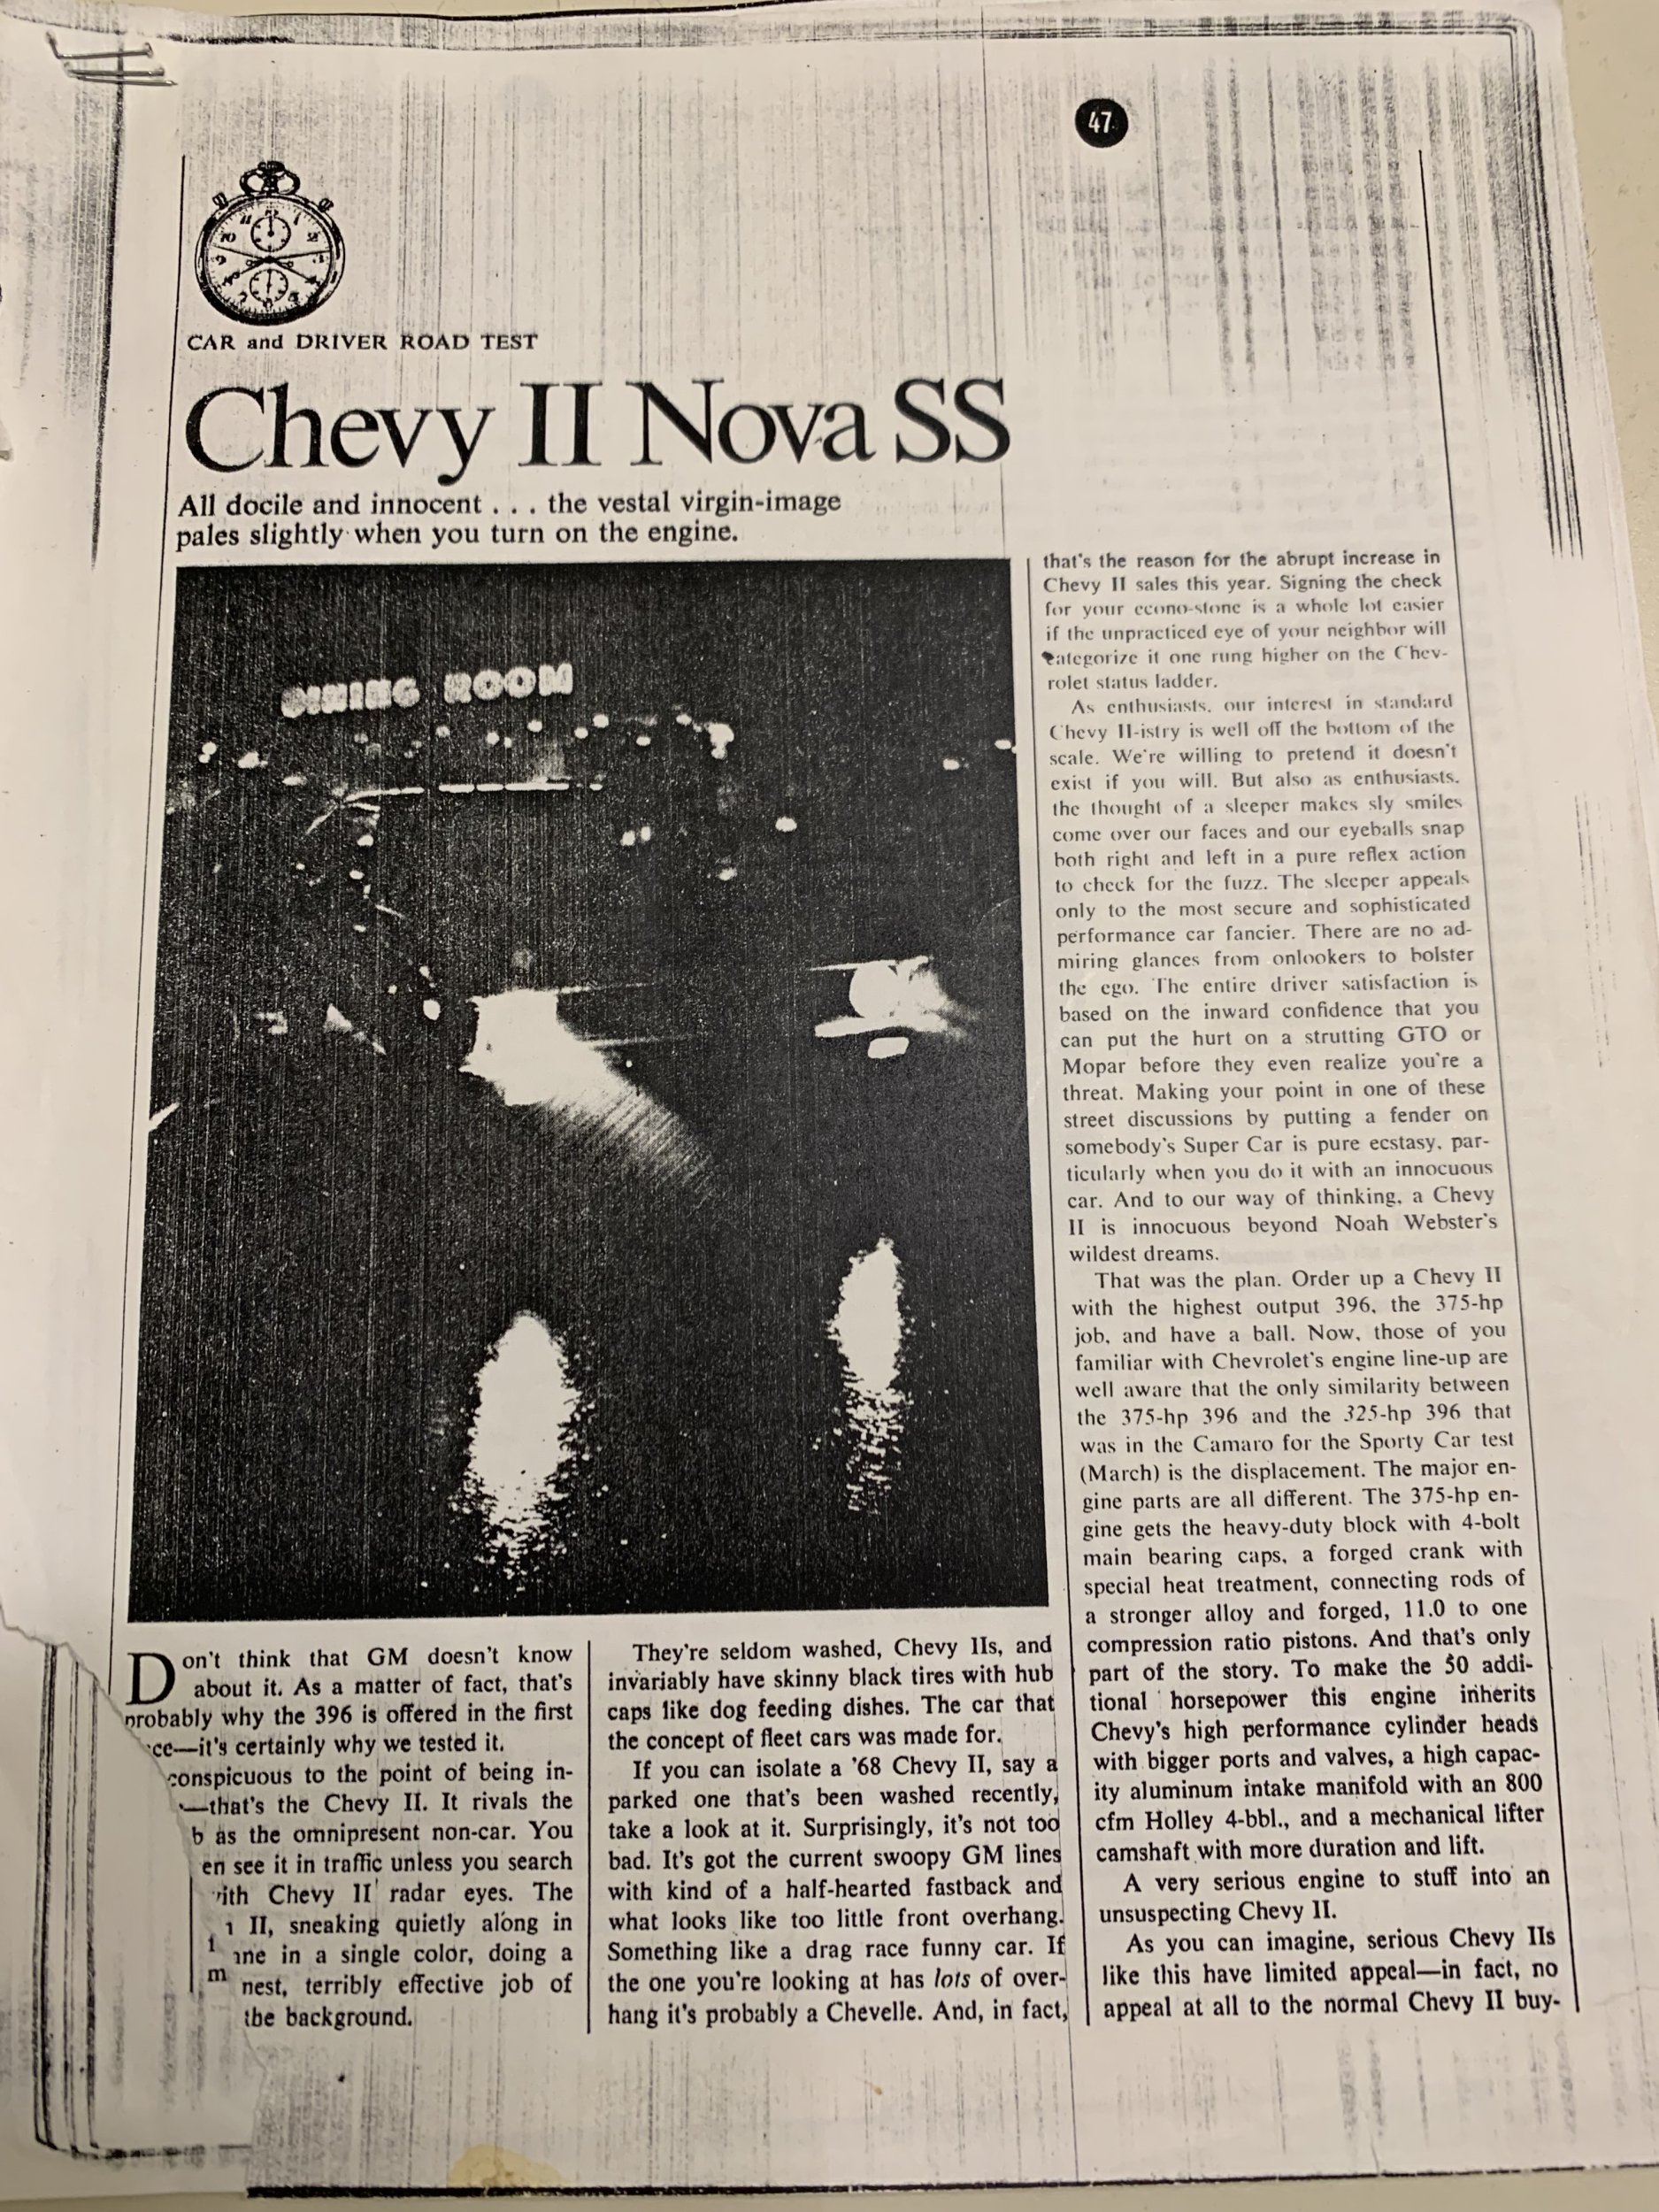 47
CAR and DRIVER ROAD TEST
Chevy II Nova SS
All docile and innocent . . . the vestal virgin-image
pales slightly when you turn on the engine.
DINING ROOM
Don't think that GM doesn't know
about it. As a matter of fact, that's
probably why the 396 is offered in the first
—it's certainly why we tested it.
conspicuous to the point of being in-
—that's the Chevy II. It rivals the
as the omnipresent non-car. You
see it in traffic unless you search
Chevy II radar eyes. The
II, sneaking quietly along in
in a single color, doing a
terribly effective job of
the background.
They're seldom washed, Chevy IIs, and
invariably have skinny black tires with hub
caps like dog feeding dishes. The car that
the concept of fleet cars was made for.
If you can isolate a '68 Chevy II, say a
parked one that's been washed recently,
take a look at it. Surprisingly, it's not too
bad. It's got the current swoopy GM lines
with kind of a half-hearted fastback and
what looks like too little front overhang.
Something like a drag race funny car. If
the one you're looking at has lots of over-
hang it's probably a Chevelle. And, in fact,
that's the reason for the abrupt increase in
Chevy II sales this year. Signing the check
for your econo-stone is a whole lot easier
if the unpracticed eye of your neighbor will
categorize it one rung higher on the Chev-
rolet status ladder.
As enthusiasts, our interest in standard
Chevy II-istry is well off the bottom of the
scale. We're willing to pretend it doesn't
exist if you will. But also as enthusiasts,
the thought of a sleeper makes sly smiles
come over our faces and our eyeballs snap
both right and left in a pure reflex action
to check for the fuzz. The sleeper appeals
only to the most secure and sophisticated
performance car fancier. There are no ad-
miring glances from onlookers to bolster
the ego. The entire driver satisfaction is
based on the inward confidence that you
can put the hurt on a strutting GTO or
Mopar before they even realize you're a
threat. Making your point in one of these
street discussions by putting a fender on
somebody's Super Car is pure ecstasy, par-
ticularly when you do it with an innocuous
car. And to our way of thinking, a Chevy
II is innocuous beyond Noah Webster's
wildest dreams.
That was the plan. Order up a Chevy II
with the highest output 396, the 375-hp
job, and have a ball. Now, those of you
familiar with Chevrolet's engine line-up are
well aware that the only similarity between
the 375-hp 396 and the 325-hp 396 that
was in the Camaro for the Sporty Car test
(March) is the displacement. The major en-
gine parts are all different. The 375-hp en-
gine gets the heavy-duty block with 4-bolt
main bearing caps, a forged crank with
special heat treatment, connecting rods of
a stronger alloy and forged, 11.0 to one
compression ratio pistons. And that's only
part of the story. To make the 50 addi-
tional horsepower this engine inherits
Chevy's high performance cylinder heads
with bigger ports and valves, a high capac-
ity aluminum intake manifold with an 800
cfm Holley 4-bbl., and a mechanical lifter
camshaft with more duration and lift.
A very serious engine to stuff into an
unsuspecting Chevy II.
As you can imagine, serious Chevy IIs
like this have limited appeal—in fact, no
appeal at all to the normal Chevy II buy-